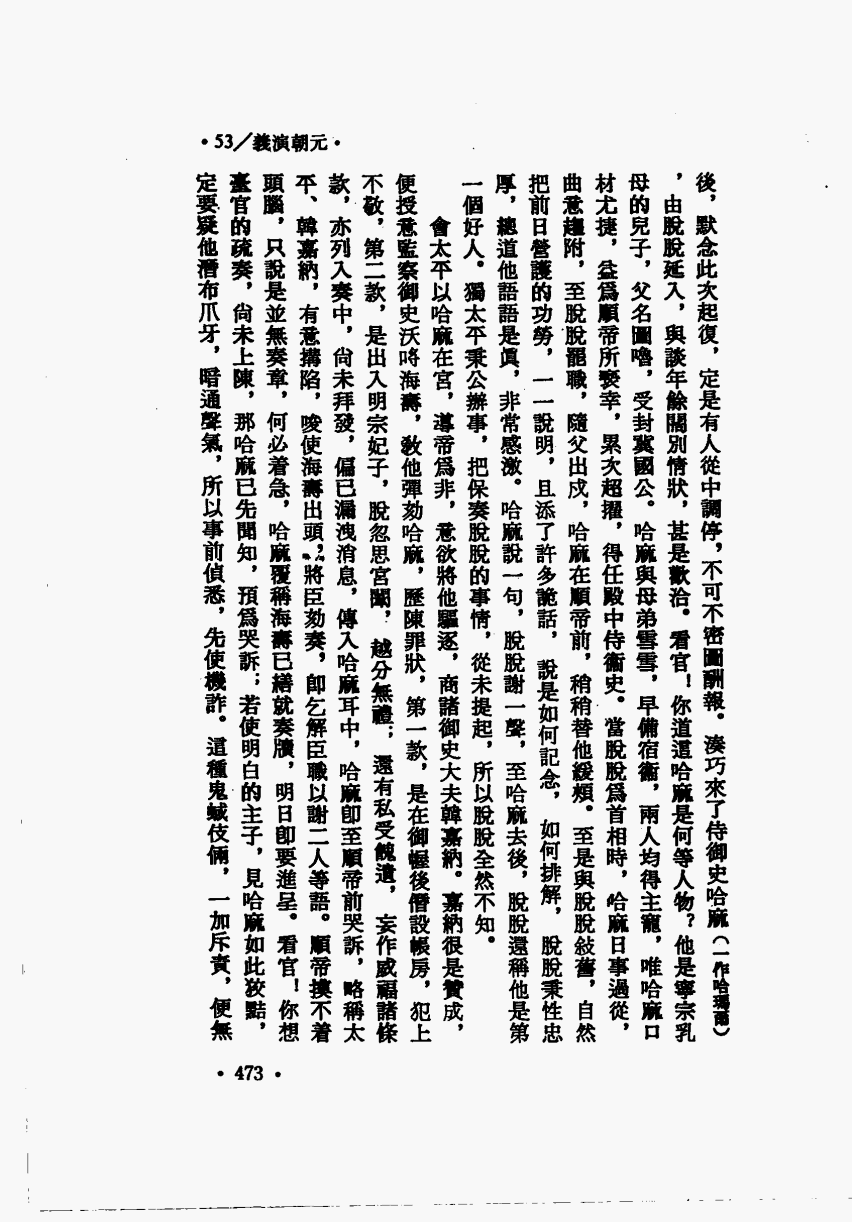 •53／義演朝元•
後，默念此次起復，定是有人從中調停，不可不密圖酬報。湊巧來了侍御史哈麻（一作哈瑪爾）
，由脫脫延入，與談年餘闊別情狀，甚是歡洽。看官！你道這哈麻是何等人物？他是寧宗乳
母的兒子，父名圖嚕，受封冀國公。哈麻與母弟雪雪，早備宿衞，兩人均得主寵，唯哈麻口
材尤捷，益爲順帝所褻幸，累次超擢，得任殿中侍衞史。當脫脫爲首相時，哈麻日事過從，
曲意趨附，至脫脫罷職，隨父出戍，哈麻在順帝前，稍稍替他緩頰。至是與脫脫敍舊，自然
把前日營護的功勞，一一說明，且添了許多詭話，說是如何記念，如何排解，脫脫秉性忠
厚，總道他語語是眞，非常感激。哈麻說一句，脫脫謝一聲，至哈麻去後，脫脫還稱他是第
一個好人。獨太平秉公辦事，把保奏脫脫的事情，從未提起，所以脫脫全然不知。
會太平以哈麻在宮，導帝爲非，意欲將他驅逐，商諸御史大夫韓嘉納。嘉納很是贊成，
便授意監察御史沃呼海壽，敎他彈劾哈麻，歷陳罪狀，第一款，是在御幄後僭設帳房，犯上
不敬，第二款，是出入明宗妃子，脫忽思宮闈，越分無禮；還有私受餽遺，妄作威福諸條
款，亦列入奏中，尙未拜發，偏已漏洩消息，傳入哈麻耳中，哈麻卽至順帝前哭訴，略稱太
平、韓嘉納，有意搆陷，唆使海壽出頭，將臣劾奏，卽乞解臣職以謝二人等語。順帝摸不着
頭腦，只說是並無奏章，何必着急，哈麻覆稱海壽已繕就奏牘，明日卽要進呈。看官！你想
臺官的疏奏，尙未上陳，那哈麻已先聞知，預爲哭訴；若使明白的主子，見哈麻如此狡黠，
定要疑他潛布爪牙，暗通聲氣，所以事前偵悉，先使機詐。這種鬼蜮伎倆，一加斥責，便無
•473•